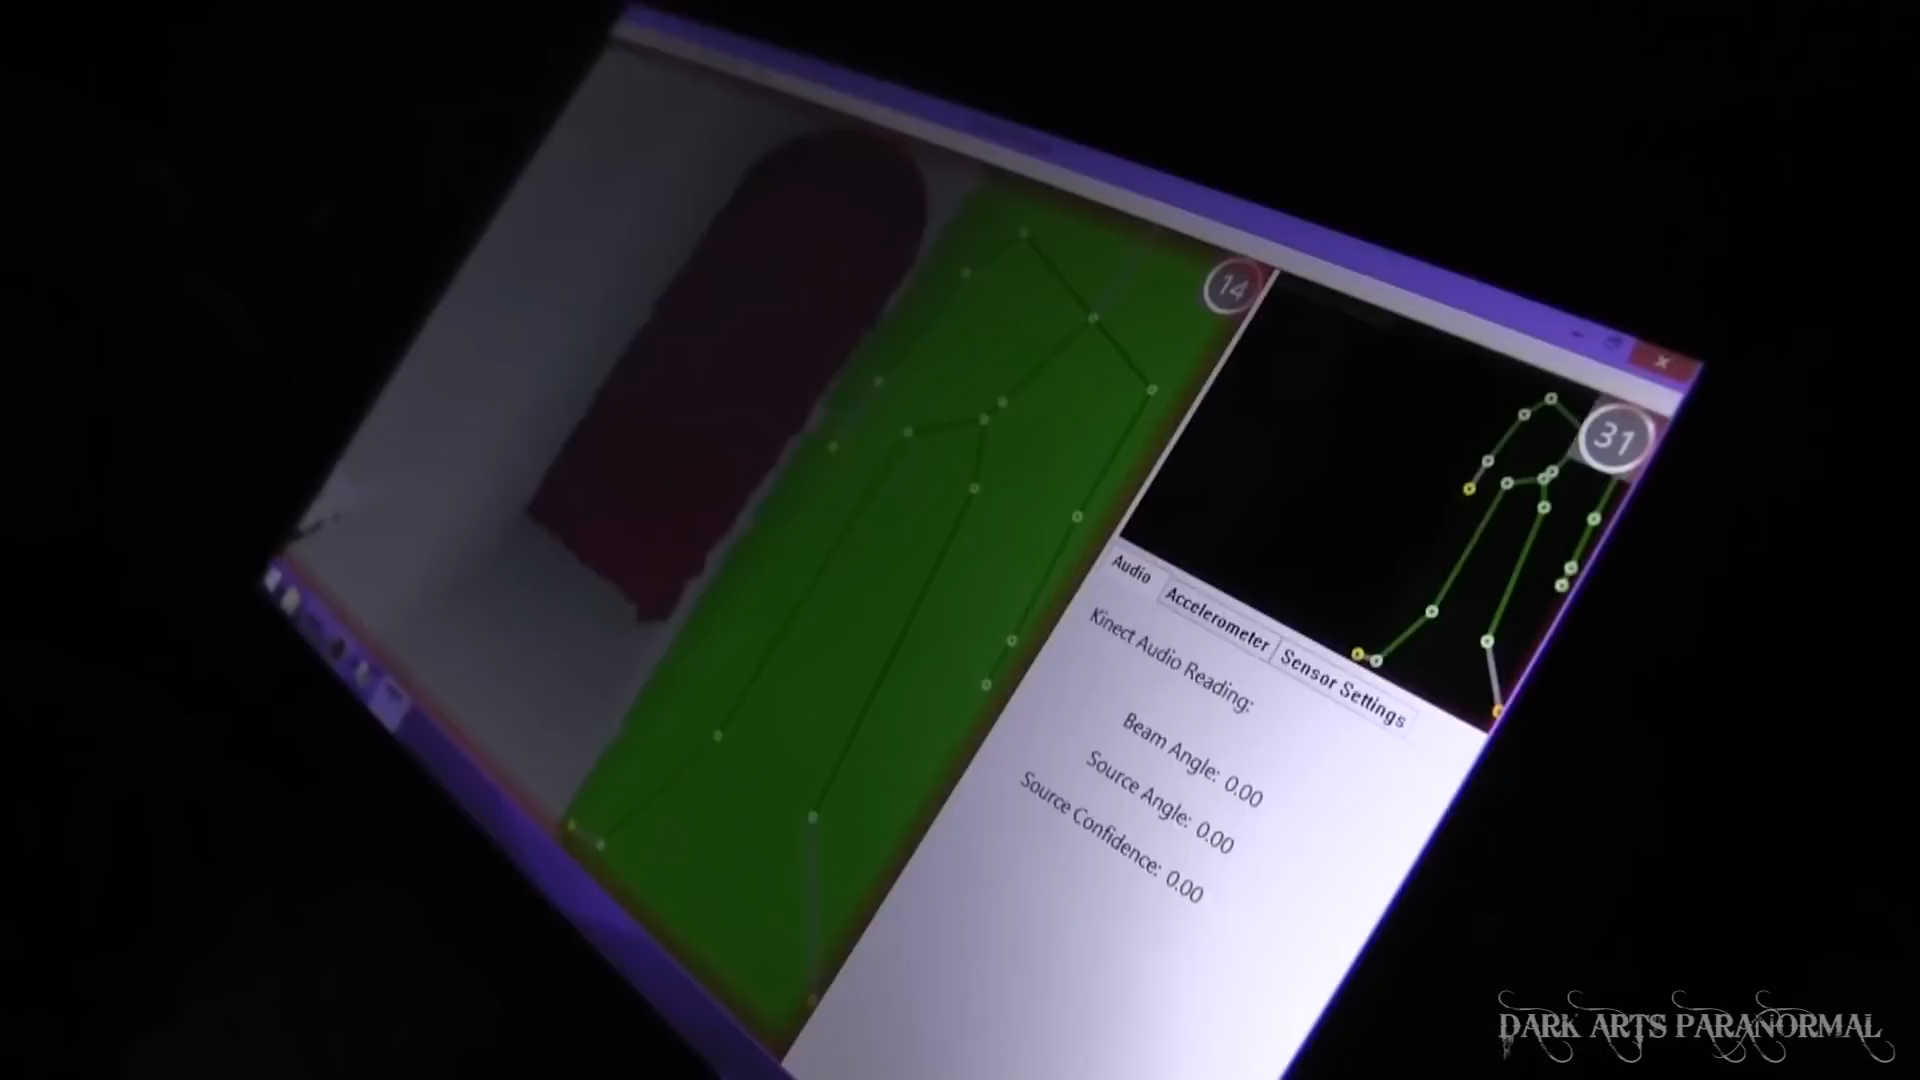 14
31
Audio
Accelerometer
Sensor Settings
Kinect Audio Reading:
Beam Angle: 0.00
Source Angle: 0.00
Source Confidence: 0.00
DARK ARTS PARANORMAL